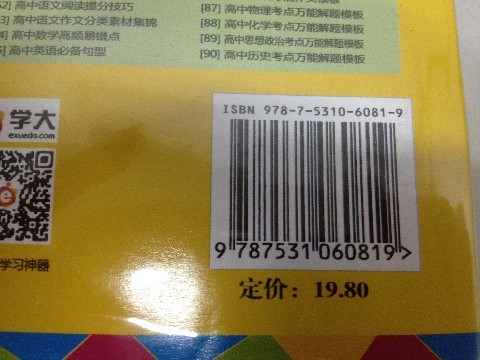 62] 高中语文阅读提分技巧
3] 高中语文作文分类素材集锦
4] 高中数学高频易错点
5] 高中英语必备句型
[87] 高中物理考点万能解题模板
[88] 高中化学考点万能解题模板
[89] 高中思想政治考点万能解题模板
[90] 高中历史考点万能解题模板
学大
exueda.com
e
学习神器
ISBN 978-7-5310-6081-9
9 787531 060819>
定价：19.80